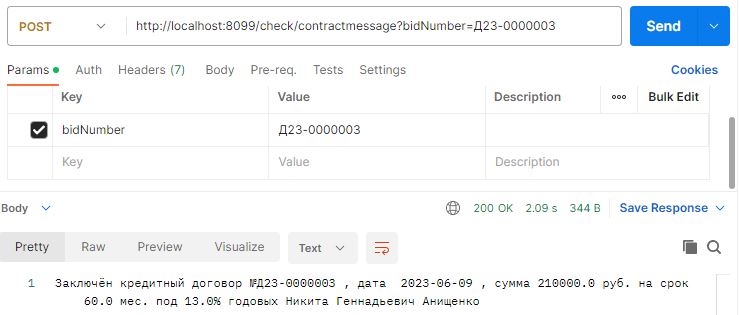 POST http://localhost:8099/check/contractmessage?bidNumber=Д23-0000003 Send
Params Auth Headers (7) Body Pre-req. Tests Settings Cookies
Key Value Description ooo Bulk Edit
bidNumber Д23-0000003
Key Value Description
Body 200 OK 2.09 s 344 B Save Response
Pretty Raw Preview Visualize Text
1 Заключён кредитный договор №Д23-0000003 , дата 2023-06-09 , сумма 210000.0 руб. на срок
60.0 мес. под 13.0% годовых Никита Геннадьевич Анищенко